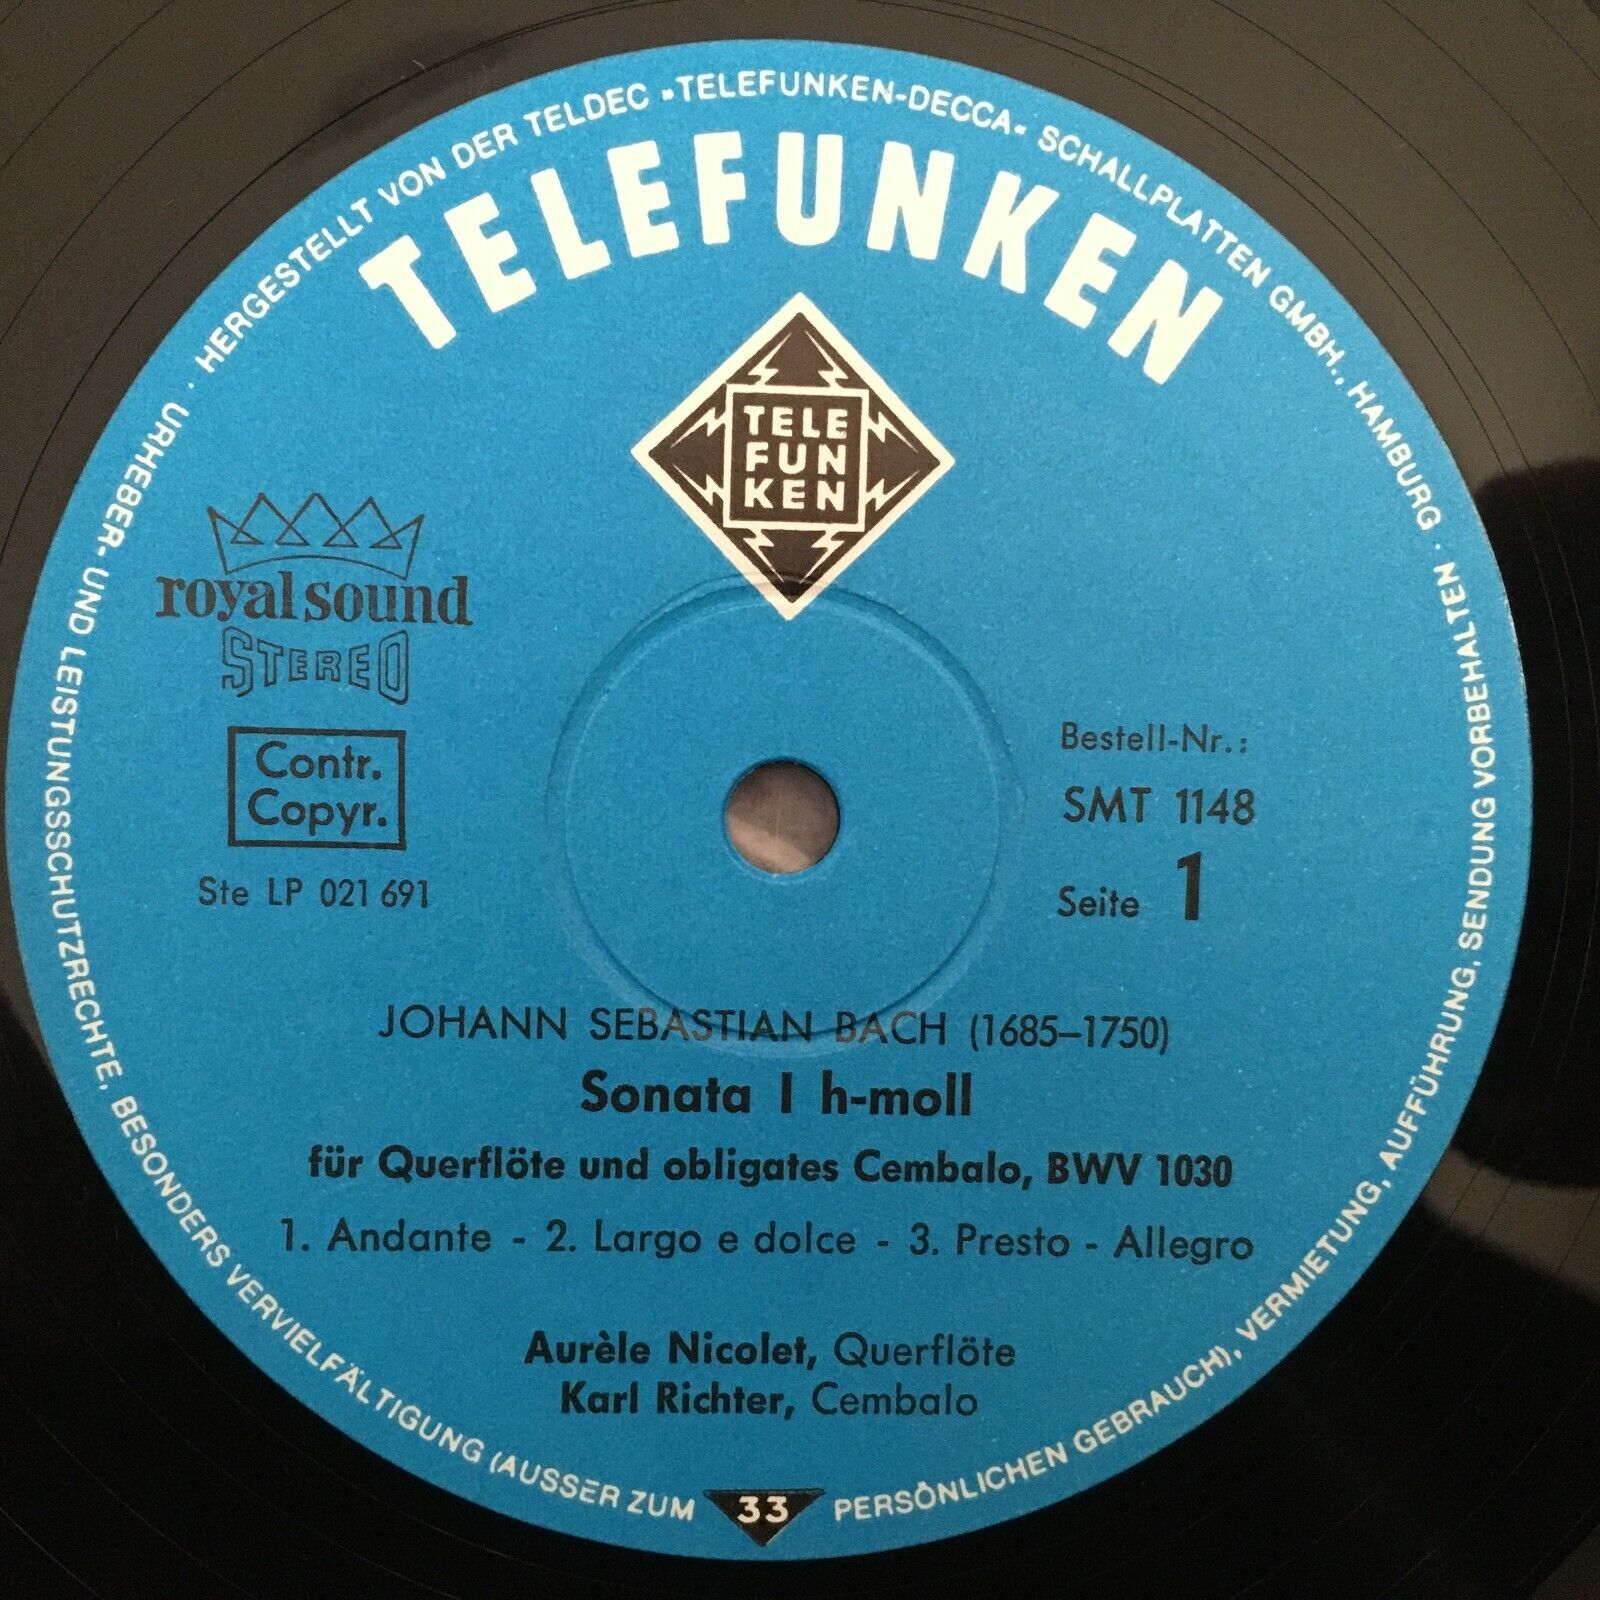 HERGESTELLT VON DER TELDEC •TELEFUNKEN-DECCA• SCHALLPLATTEN GMBH., HAMBURG · URHEBER- UND LEISTUNGSSCHUTZRECHTE, BESONDERS VERVIELFÄLTIGUNG (AUSSER ZUM PERSÖNLICHEN GEBRAUCH), VERMIETUNG, AUFFÜHRUNG, SENDUNG VORBEHALTEN ·
TELEFUNKEN
TELE
FUN
KEN
royal sound
STEREO
Contr.
Copyr.
Ste LP 021 691
Bestell-Nr.:
SMT 1148
Seite 1
JOHANN SEBASTIAN BACH (1685–1750)
Sonata I h-moll
für Querflöte und obligates Cembalo, BWV 1030
1. Andante - 2. Largo e dolce - 3. Presto - Allegro
Aurèle Nicolet, Querflöte
Karl Richter, Cembalo
33